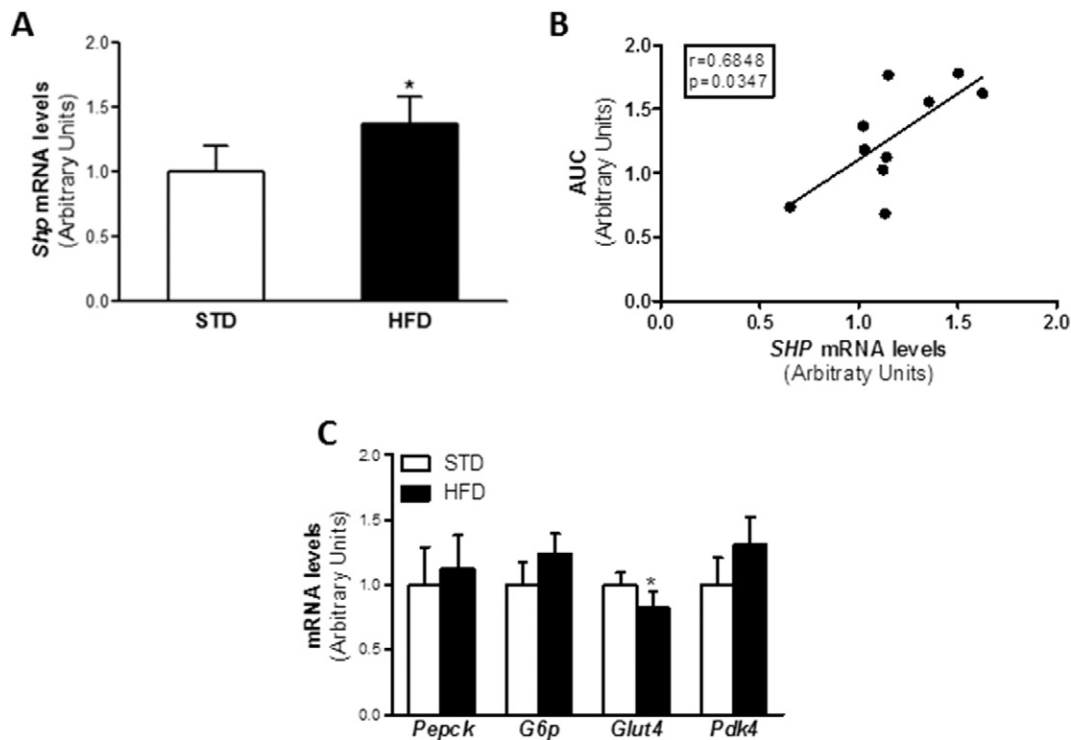 A
Shp mRNA levels
(Arbitrary Units)
2.0
1.5
1.0
0.5
0.0
*
STD
HFD
B
AUC
(Arbitrary Units)
2.0
1.5
1.0
0.5
0.0
r=0.6848
p=0.0347
0.0 0.5 1.0 1.5 2.0
SHP mRNA levels
(Arbitraty Units)
C
mRNA levels
(Arbitrary Units)
2.0
1.5
1.0
0.5
0.0
STD
HFD
*
Pepck G6p Glut4 Pdk4